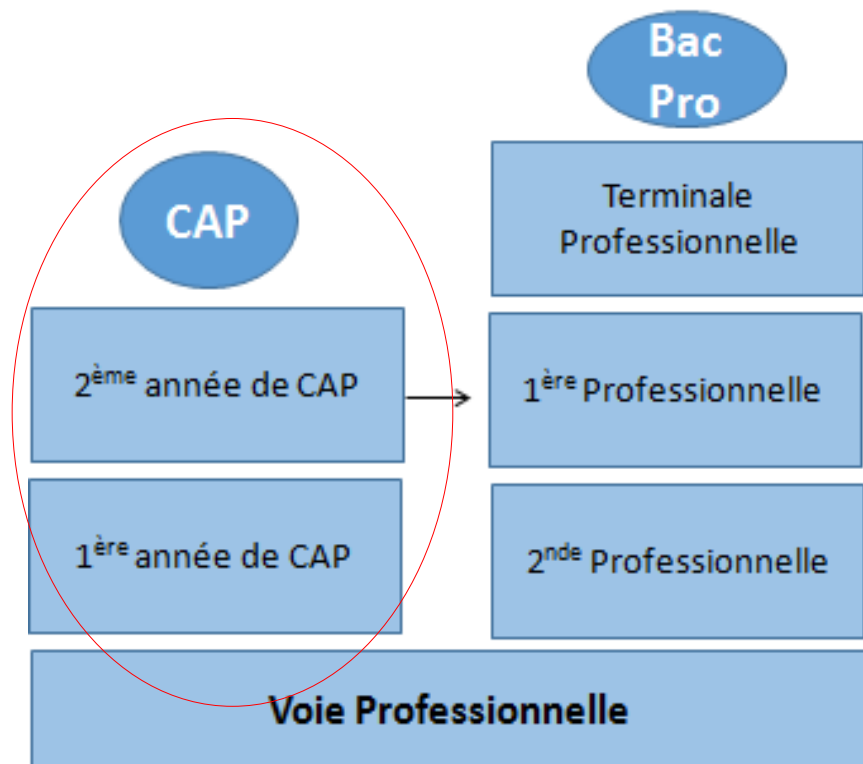 Bac
Pro
CAP
Terminale
Professionnelle
2ème année de CAP
1ère Professionnelle
1ère année de CAP
2nde Professionnelle
Voie Professionnelle